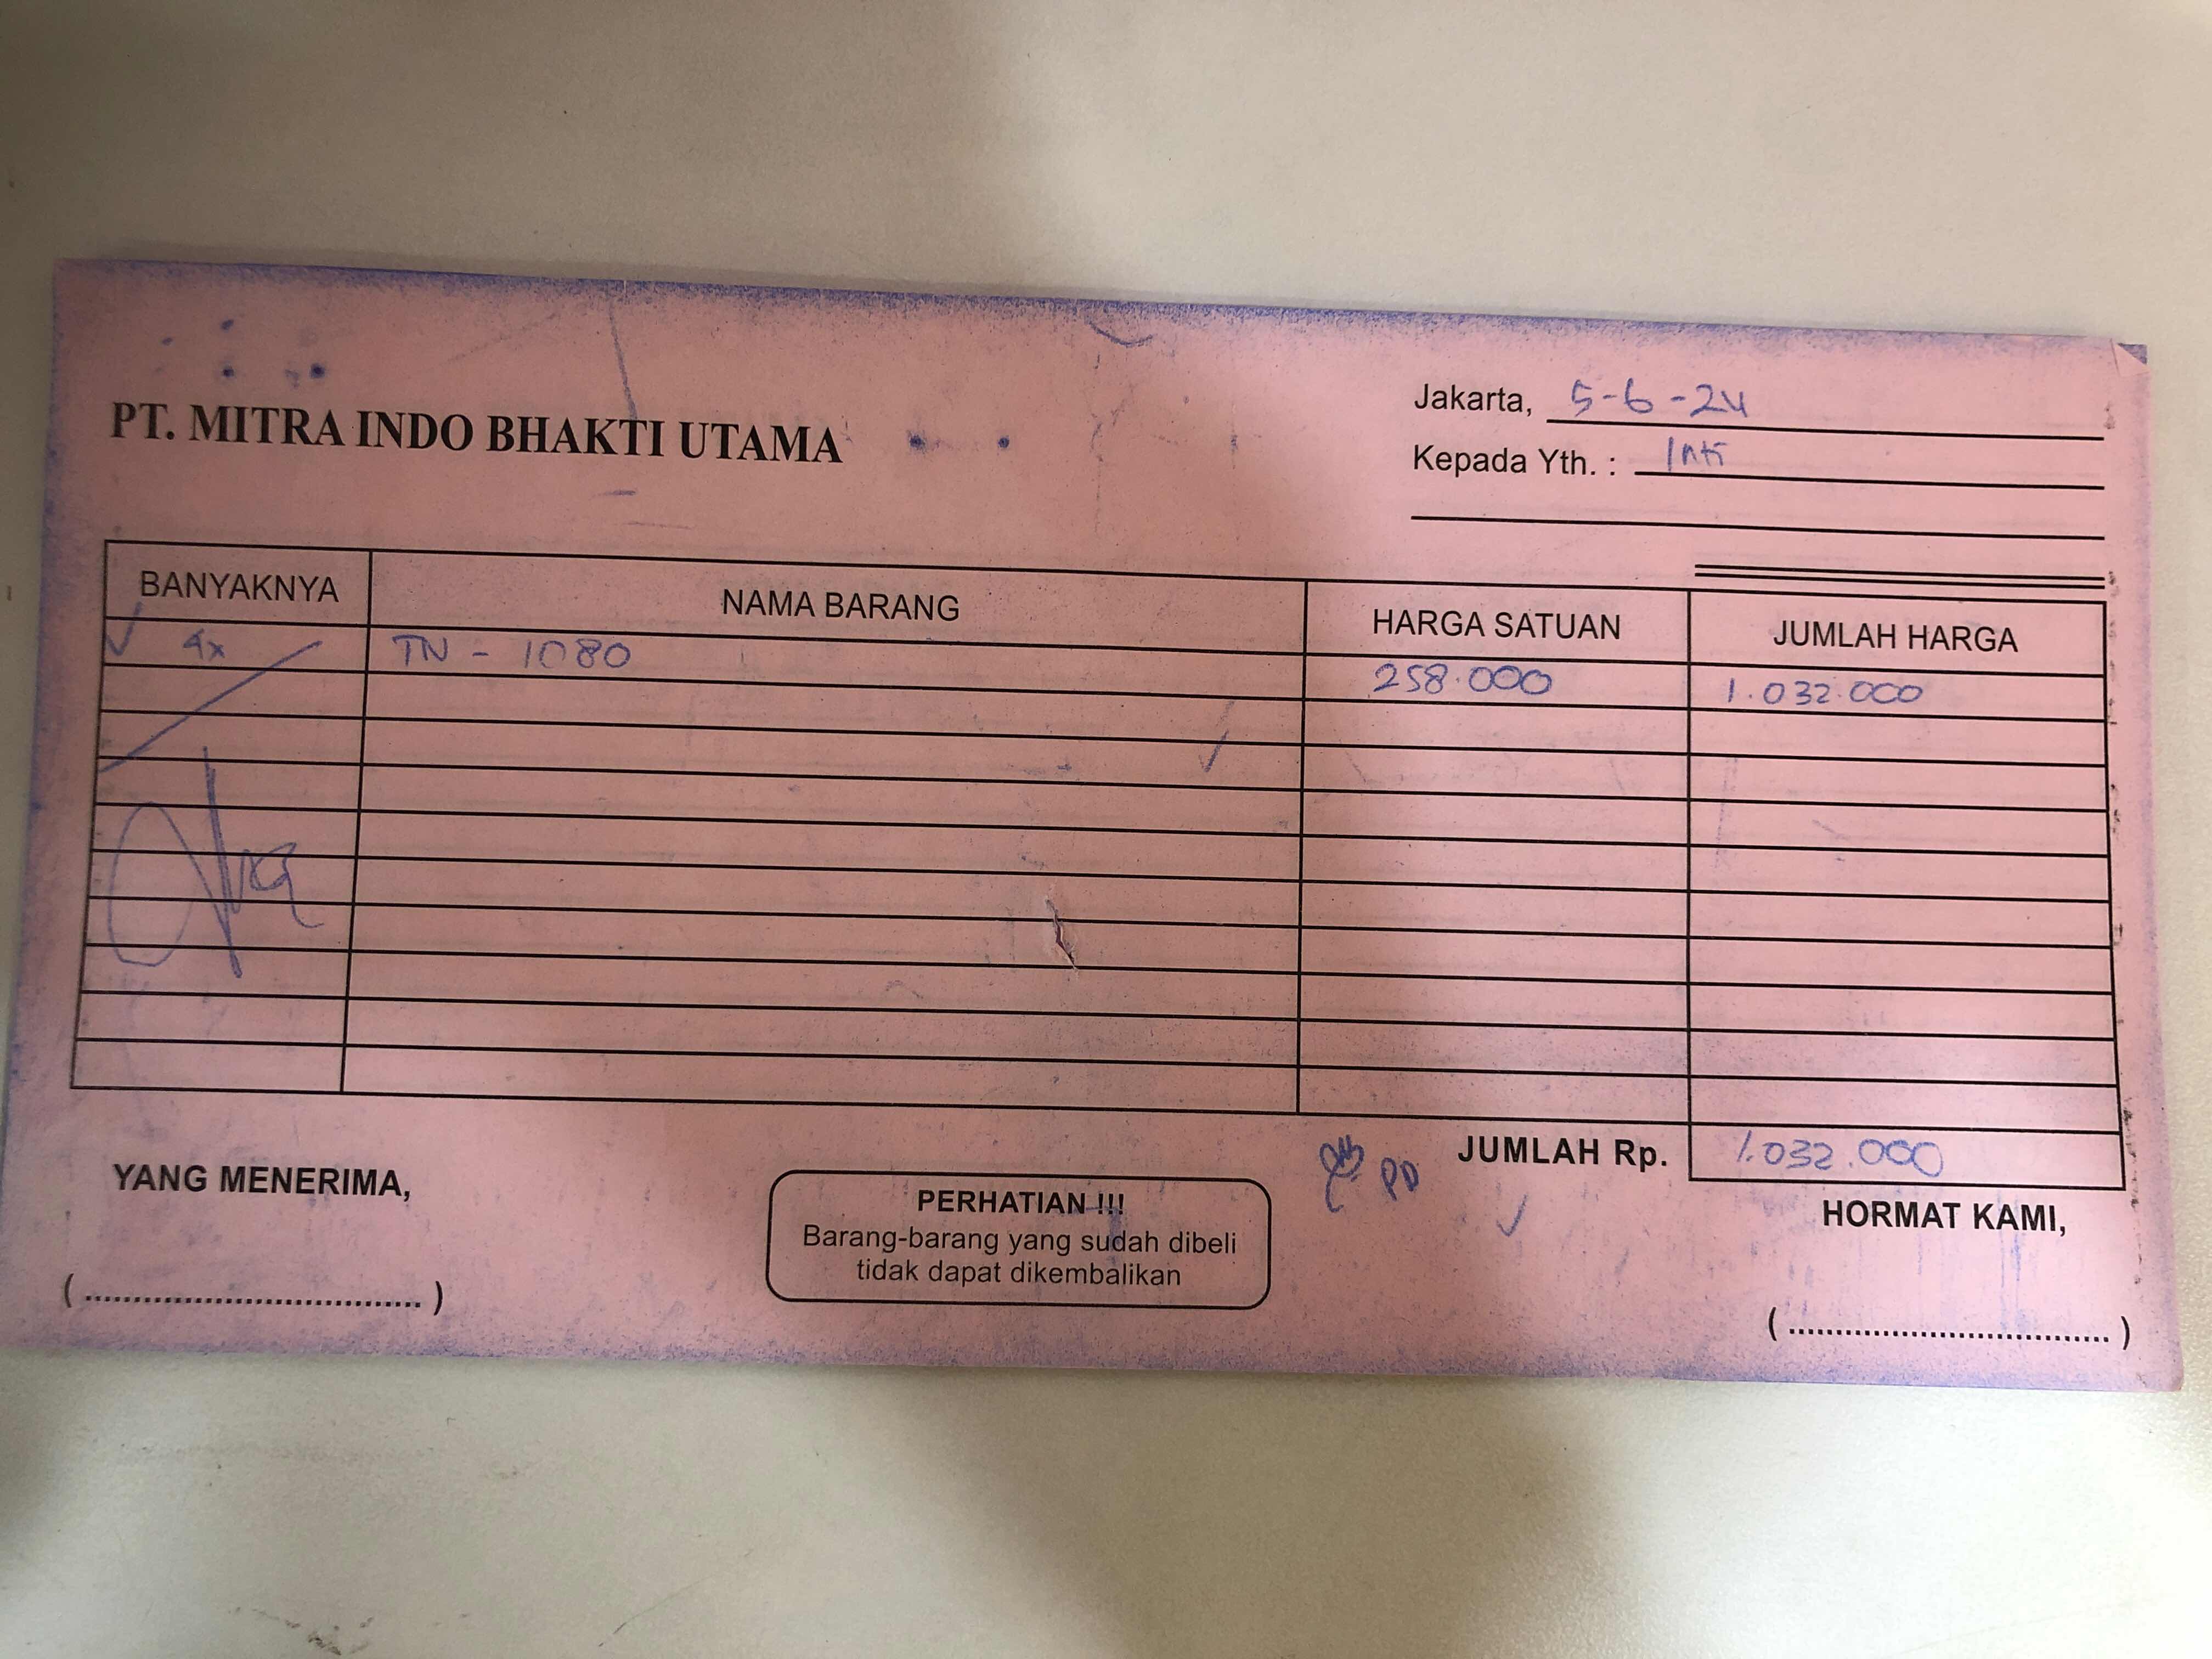 PT. MITRA INDO BHAKTI UTAMA
Jakarta, 5-6-24
Kepada Yth. : Inti
BANYAKNYA NAMA BARANG HARGA SATUAN JUMLAH HARGA
4x TN - 1080 258.000 1.032.000
JUMLAH Rp. 1.032.000
PD
YANG MENERIMA,
PERHATIAN !!!
Barang-barang yang sudah dibeli
tidak dapat dikembalikan
HORMAT KAMI,
( .................................. )
( .................................. )